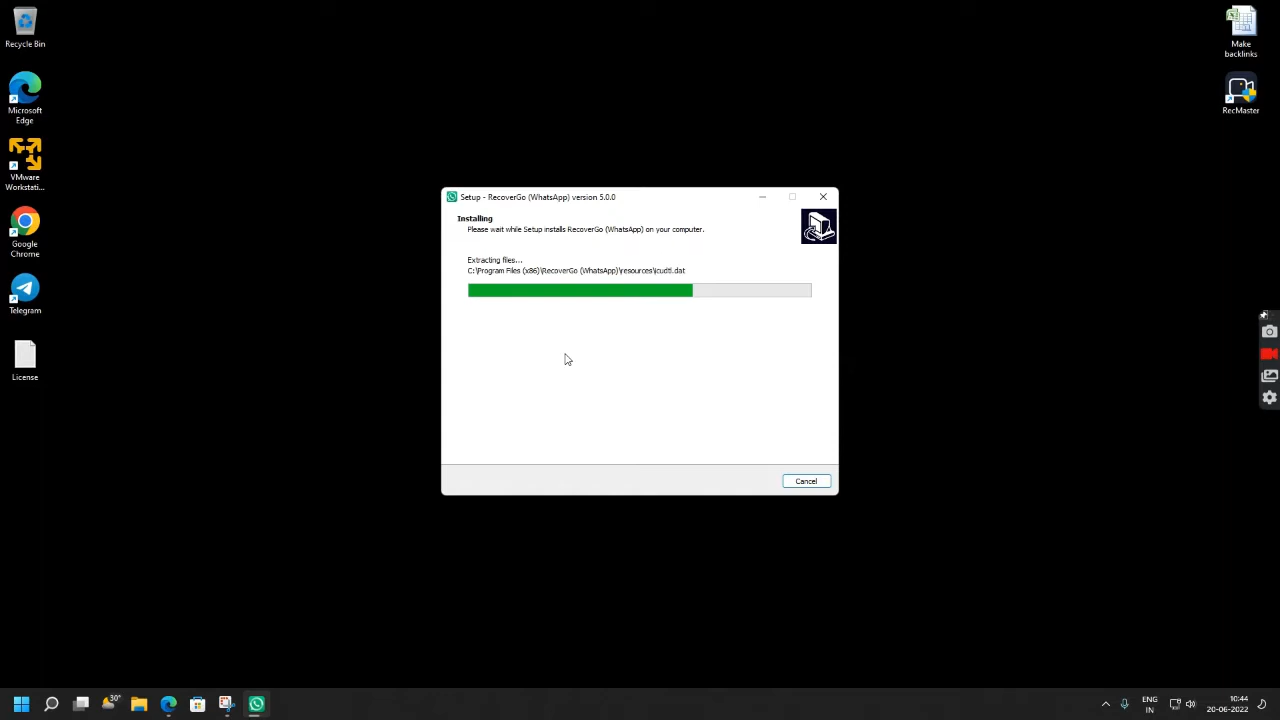 Recycle Bin
Microsoft
Edge
VMware
Workstati...
Google
Chrome
Telegram
License
Make
backlinks
RecMaster
Setup - RecoverGo (WhatsApp) version 5.0.0
Installing
Please wait while Setup installs RecoverGo (WhatsApp) on your computer.
Extracting files...
C:\Program Files (x86)\RecoverGo (WhatsApp)\resources\icudtl.dat
Cancel
30°
ENG
IN
10:44
20-06-2022